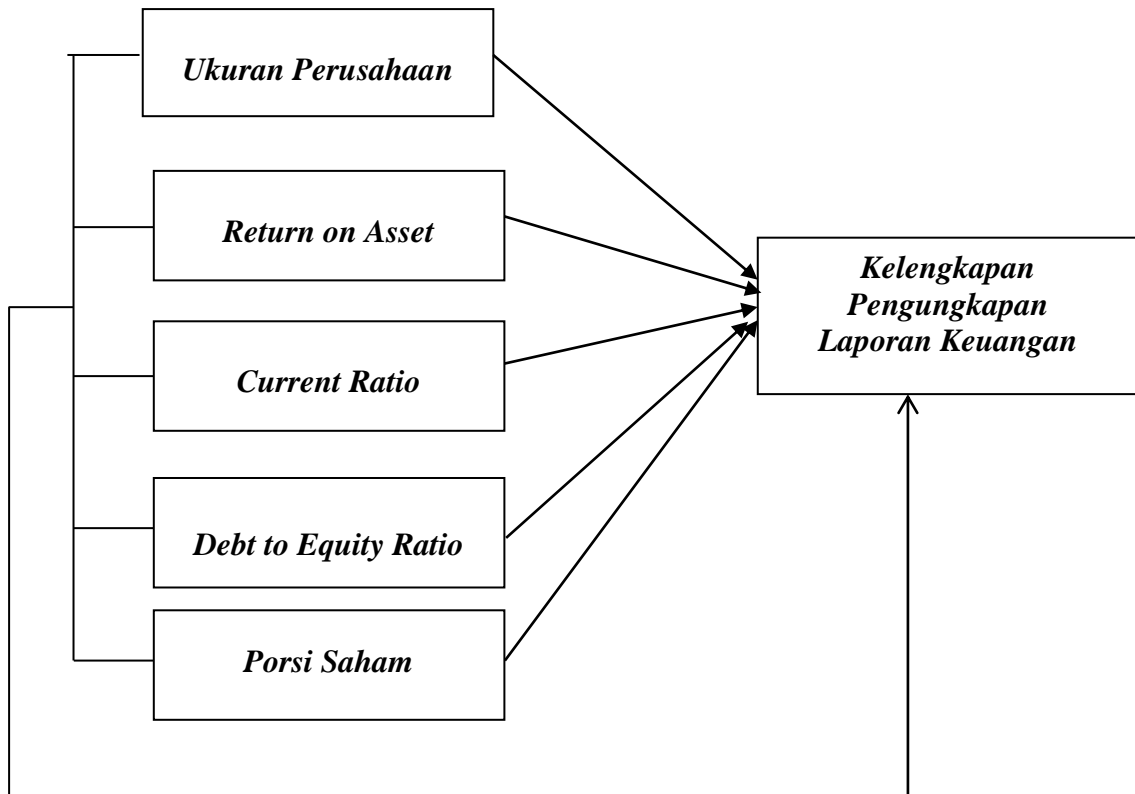 Ukuran Perusahaan
Return on Asset
Current Ratio
Debt to Equity Ratio
Porsi Saham
Kelengkapan
Pengungkapan
Laporan Keuangan